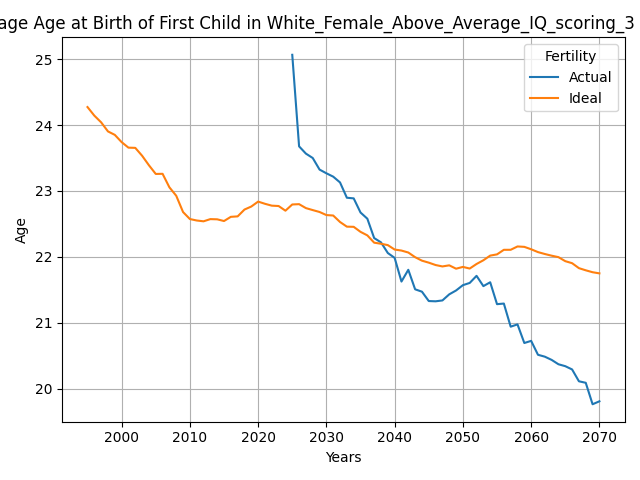 age Age at Birth of First Child in White_Female_Above_Average_IQ_scoring_3
25
24
23
22
21
20
Age
Fertility
Actual
Ideal
2000 2010 2020 2030 2040 2050 2060 2070
Years